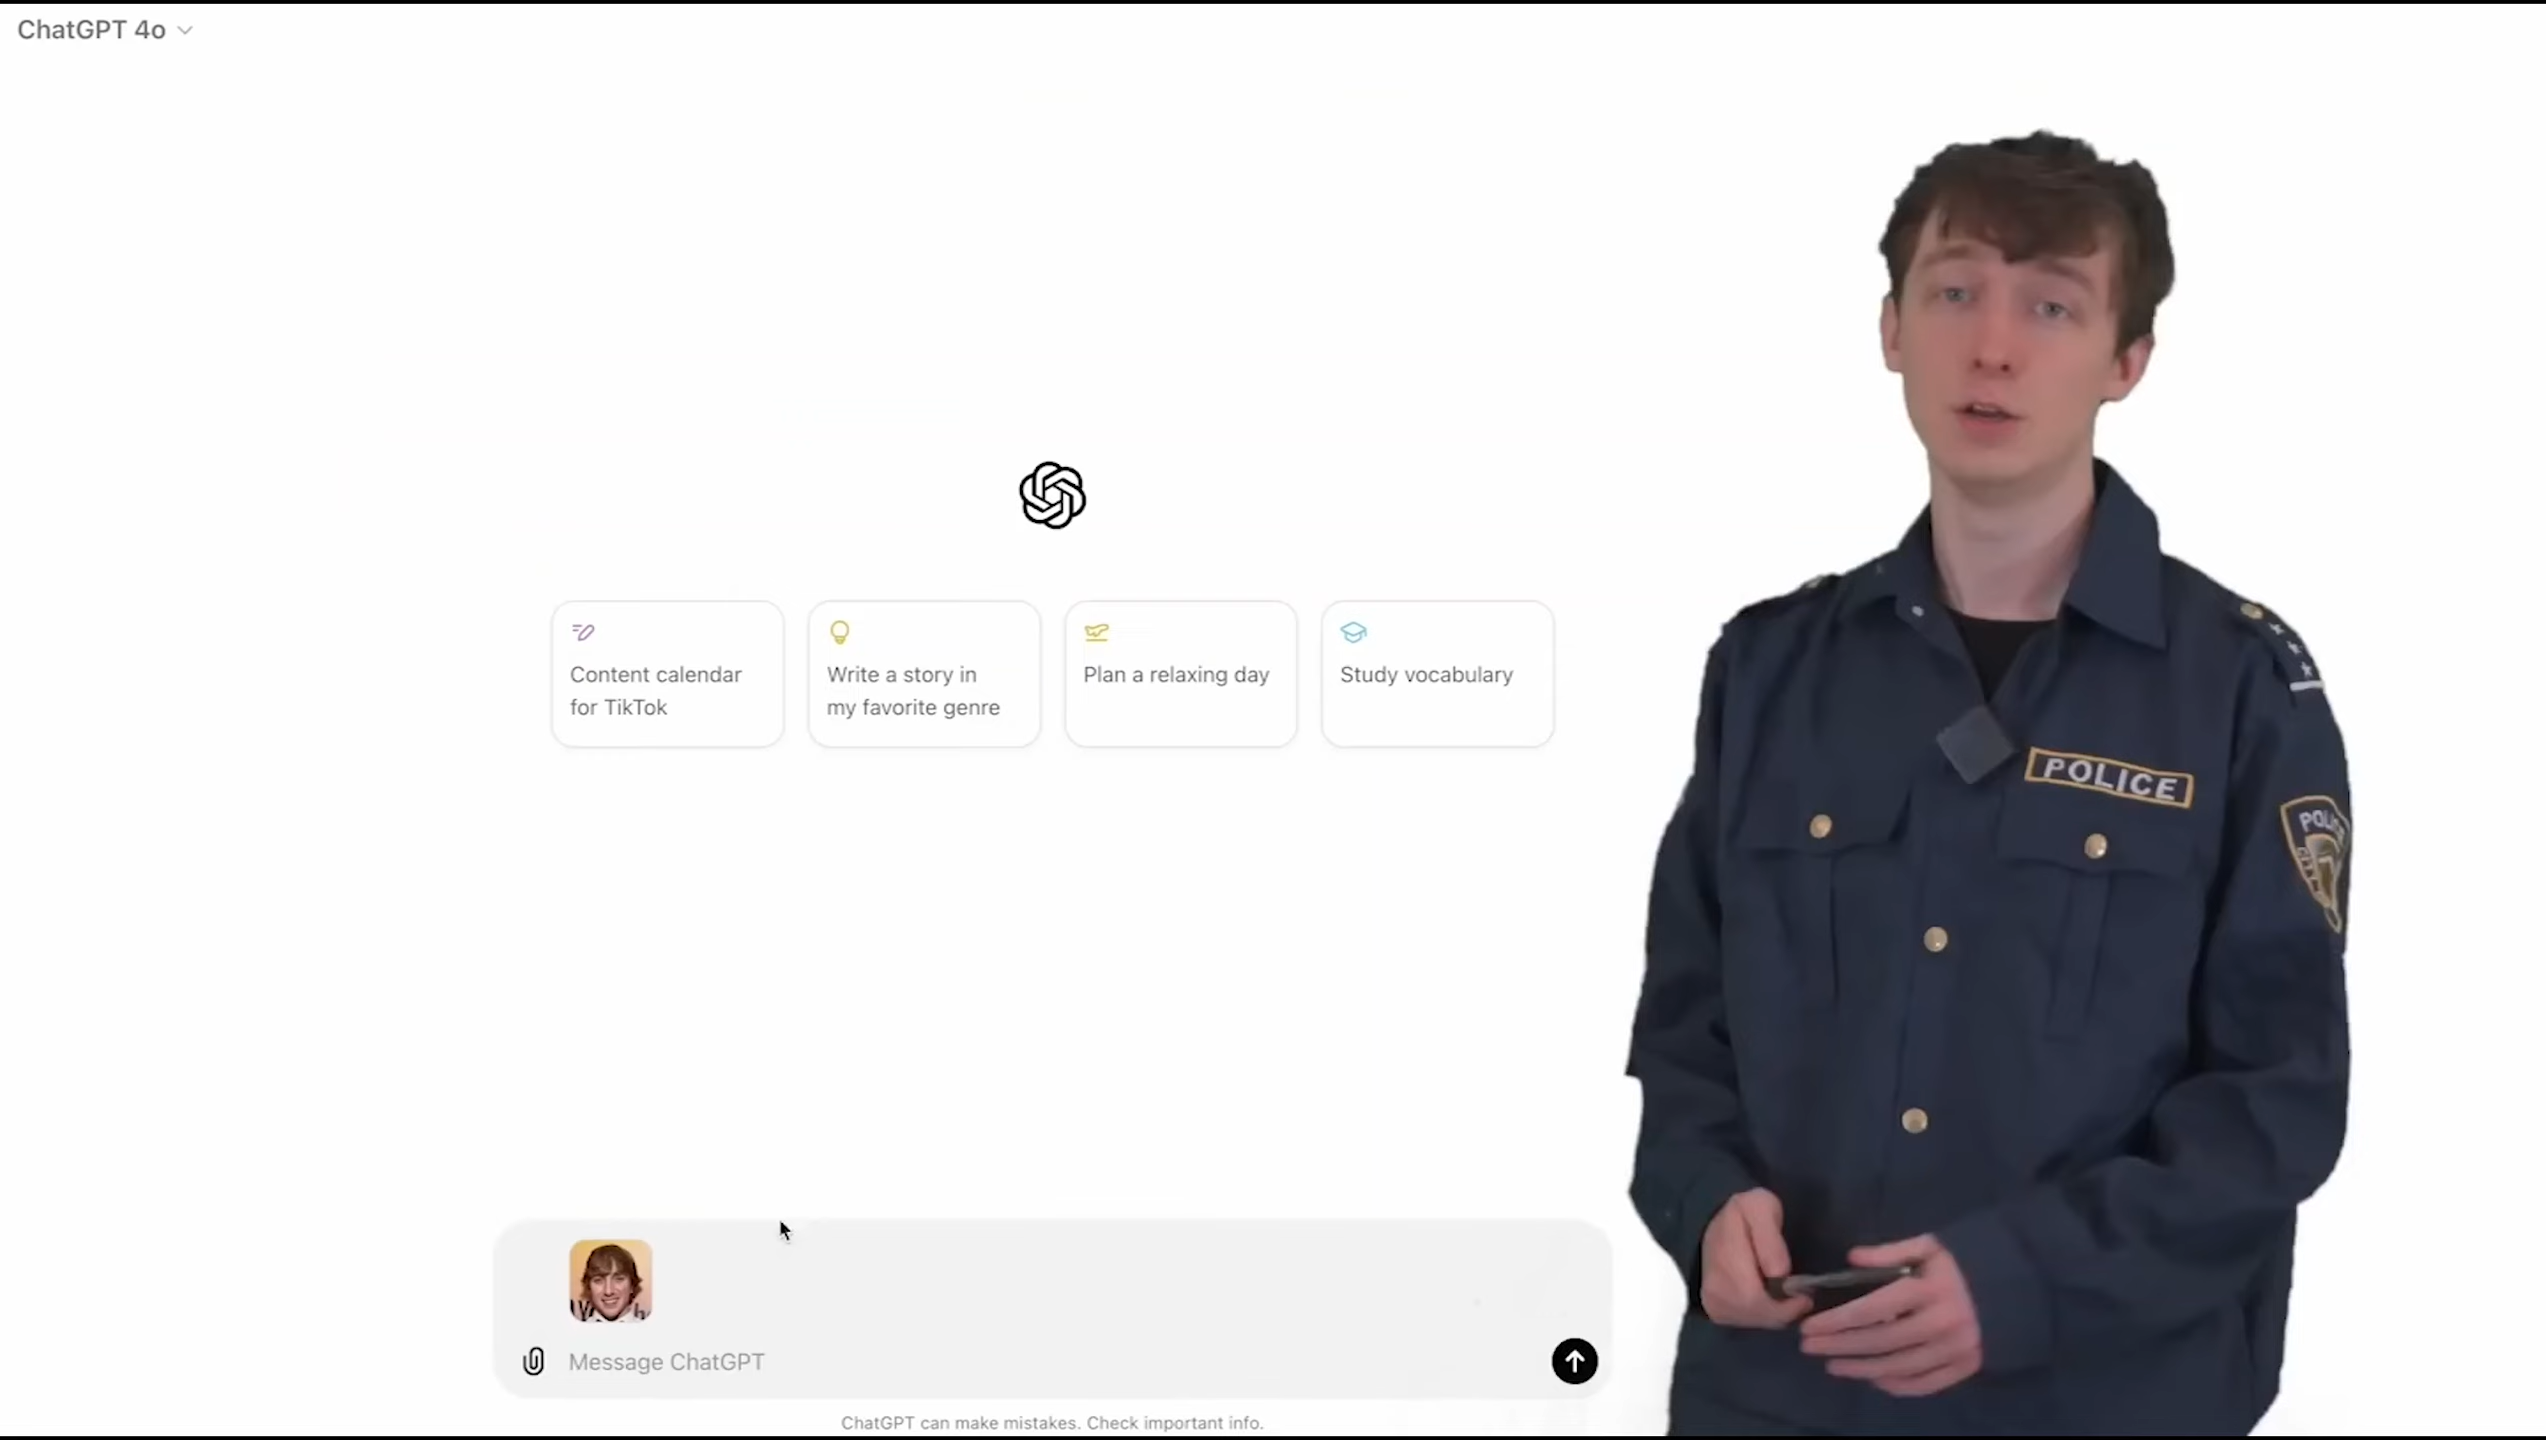 ChatGPT 4o
Content calendar
for TikTok
Write a story in
my favorite genre
Plan a relaxing day
Study vocabulary
POLICE
Message ChatGPT
ChatGPT can make mistakes. Check important info.